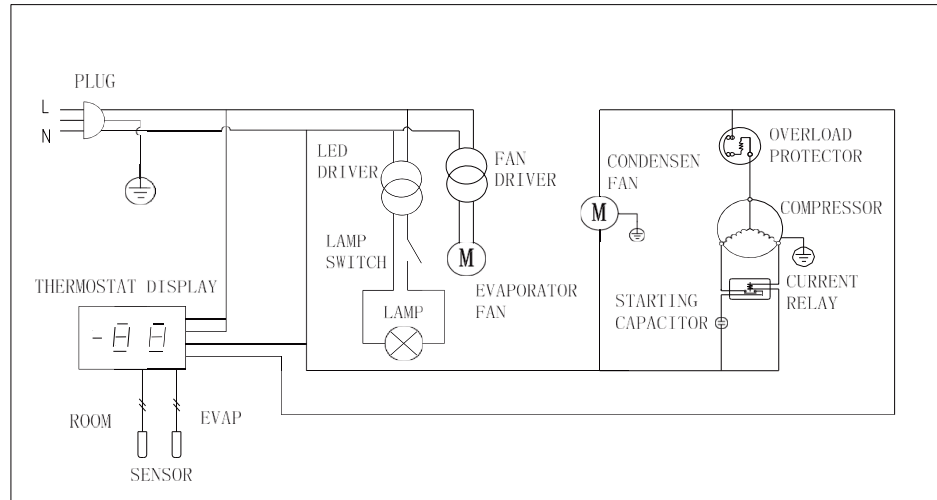 PLUG
L
N
LED
DRIVER
FAN
DRIVER
LAMP
SWITCH
LAMP
M
EVAPORATOR
FAN
CONDENSEN
FAN
M
OVERLOAD
PROTECTOR
COMPRESSOR
CURRENT
RELAY
STARTING
CAPACITOR
THERMOSTAT DISPLAY
-88
ROOM
EVAP
SENSOR